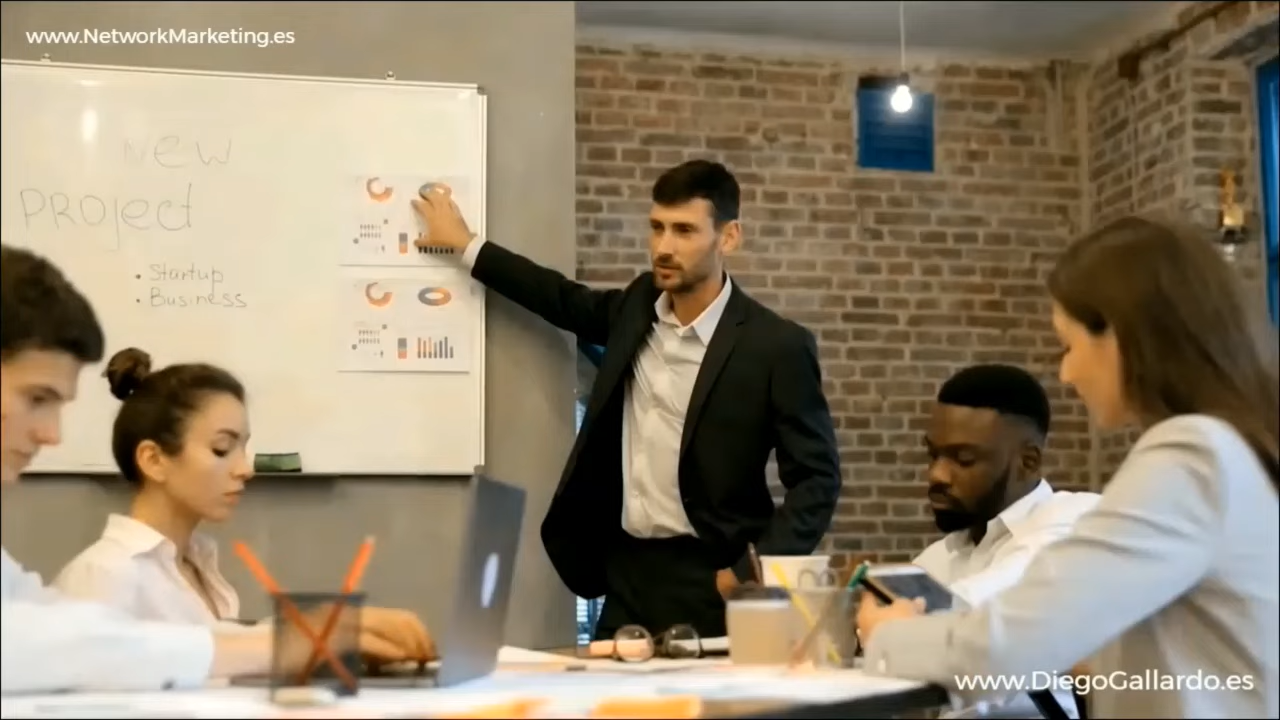 www.NetworkMarketing.es
New
PROJect
• Startup
• Business
www.DiegoGallardo.es